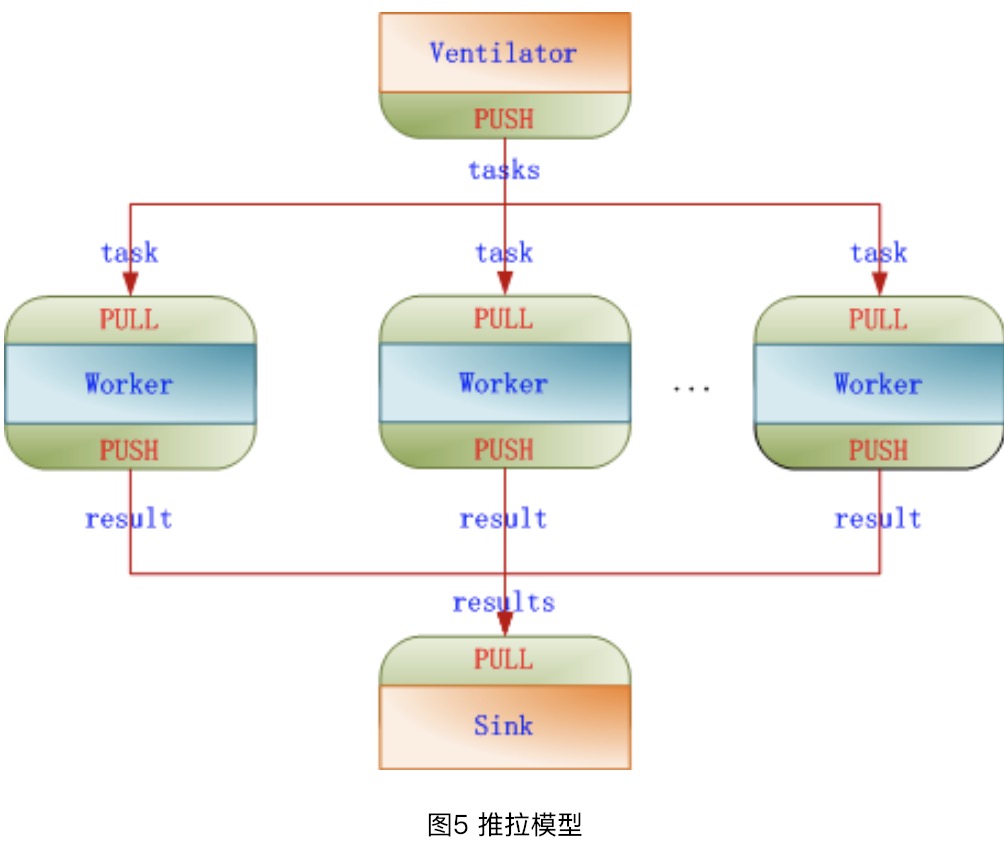 Ventilator
PUSH
tasks
task task task
PULL PULL PULL
Worker Worker ... Worker
PUSH PUSH PUSH
result result result
results
PULL
Sink
图5 推拉模型